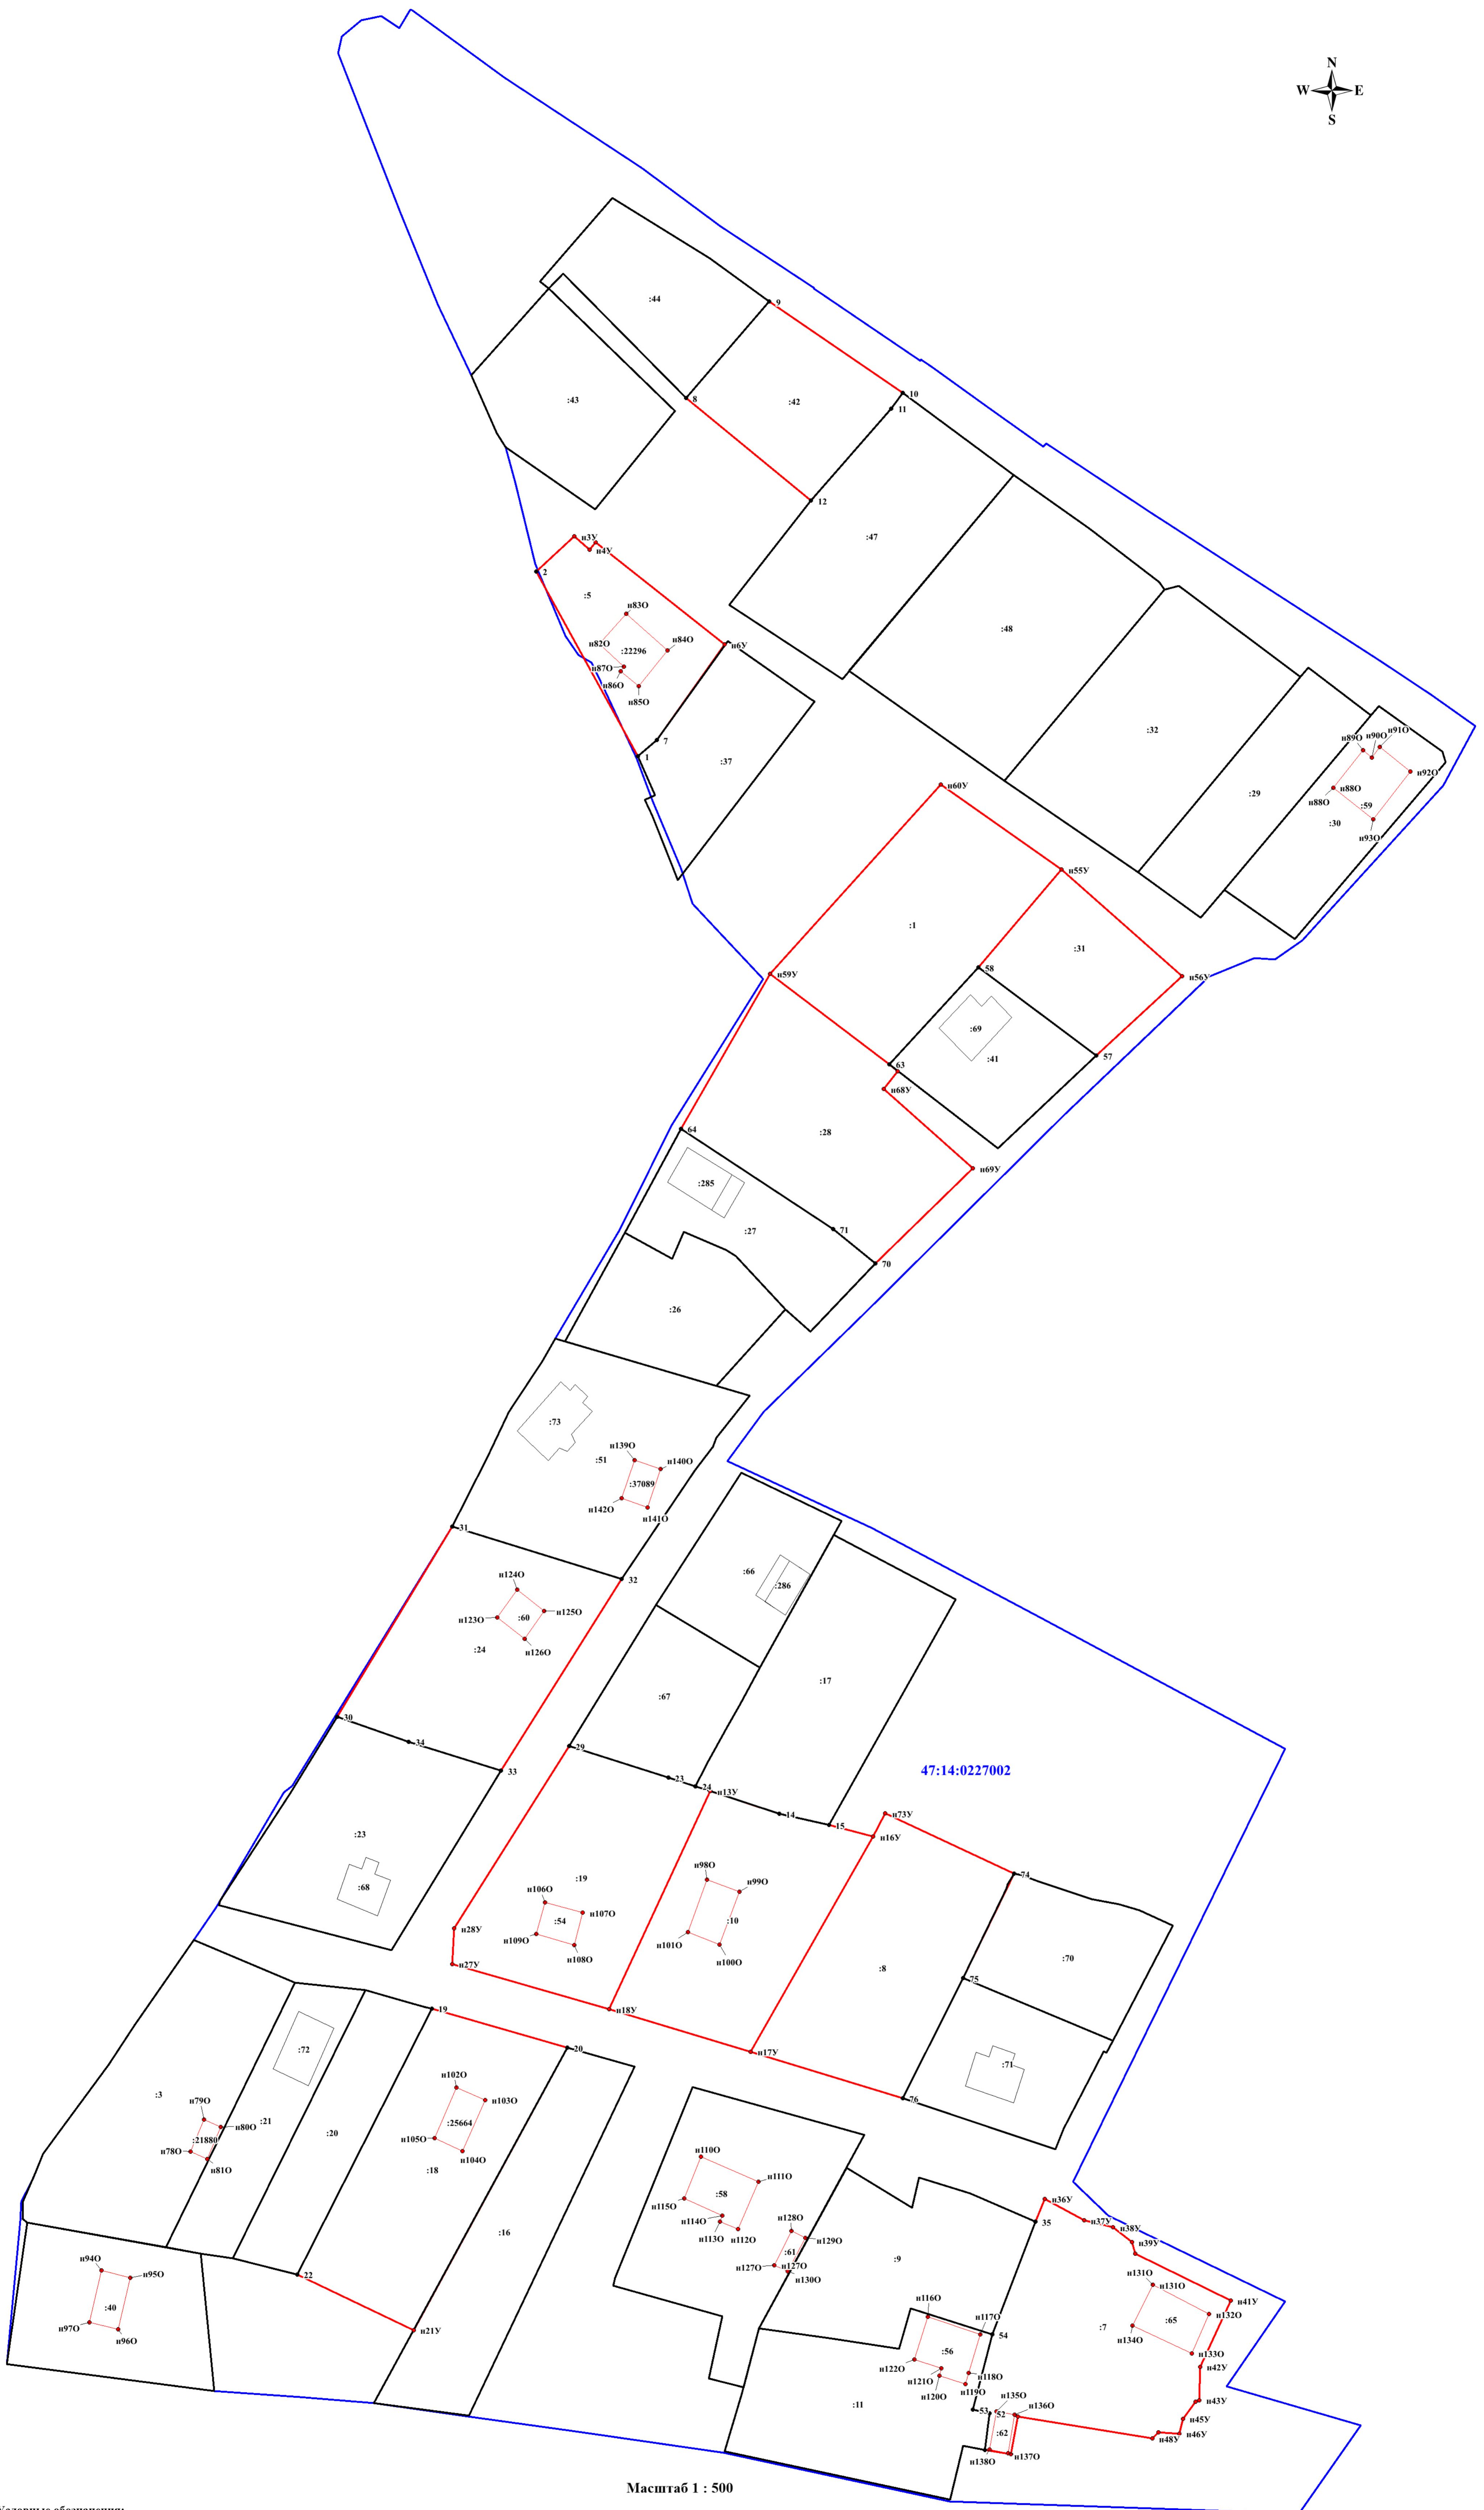 N
W E
S
:44
9
:43
8
:42
10
11
12
:47
н3У
н4У
2
:5
н83О
:48
н82О
н84О
:22296
н6У
н87О
н86О
н85О
:32
н89О
н90О
н91О
7
1
:37
н92О
н88О
:29
:59
:30
н93О
н60У
н55У
:1
:31
58
н59У
н56У
:69
:41
57
63
н68У
64
:28
н69У
:285
:27
71
70
:26
:73
н139О
:51
н140О
:37089
н142О
н141О
31
:66
:286
32
н124О
н123О
:60
н125О
н126О
:24
:17
:67
30
34
29
33
23
24
н13У
47:14:0227002
14
15
н73У
н16У
:23
74
н98О
:68
:19
н99О
н106О
н107О
:54
:10
н28У
н109О
н101О
н108О
н100О
:70
н27У
:8
75
19
н18У
:72
20
н17У
:71
н102О
:3
76
н79О
н103О
:21
н80О
:25664
:21880
:20
н105О
н78О
н104О
н81О
:18
н110О
н111О
:58
н115О
н36У
н114О
н128О
35
н37У
н113О
н112О
н38У
:16
н129О
н39У
:61
:9
н127О
н127О
н94О
н130О
22
н95О
н131О
н131О
н41У
:40
н116О
н132О
н97О
н117О
:65
н96О
н21У
54
:7
н134О
:56
н133О
н122О
н42У
н121О
н118О
н120О
н119О
:11
н135О
н43У
53
52
н136О
н45У
:62
н46У
н48У
н138О
н137О
Масштаб 1 : 500